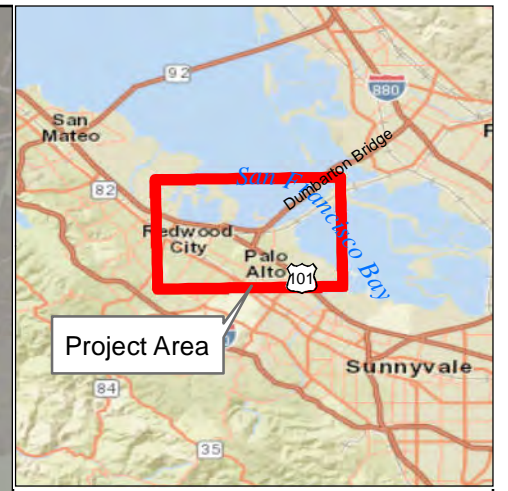 92
880
San
Mateo
Dumbarton Bridge
San Francisco Bay
82
Redwood
City
Palo
Alto
101
Project Area
Sunnyvale
84
35